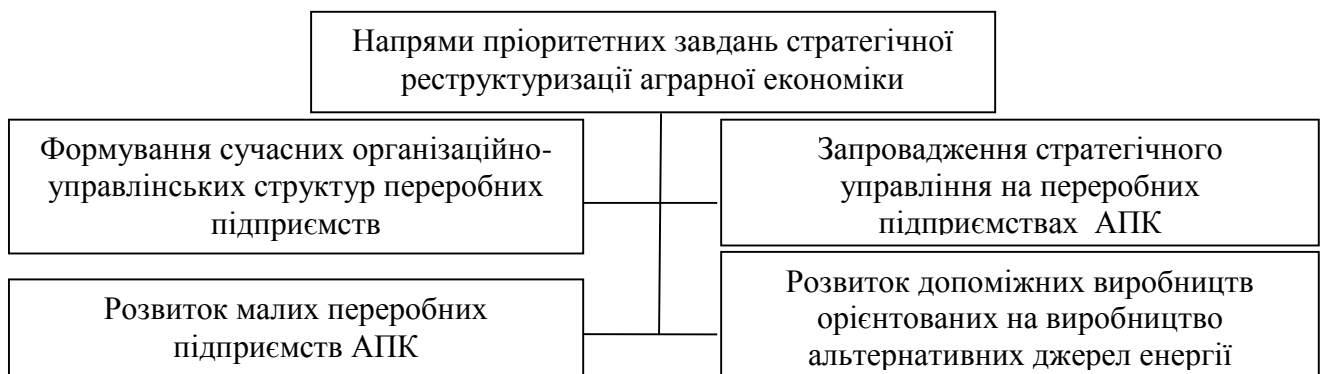 Напрями пріоритетних завдань стратегічної
реструктуризації аграрної економіки
Формування сучасних організаційно-
управлінських структур переробних
підприємств
Запровадження стратегічного
управління на переробних
підприємствах АПК
Розвиток малих переробних
підприємств АПК
Розвиток допоміжних виробництв
орієнтованих на виробництво
альтернативних джерел енергії